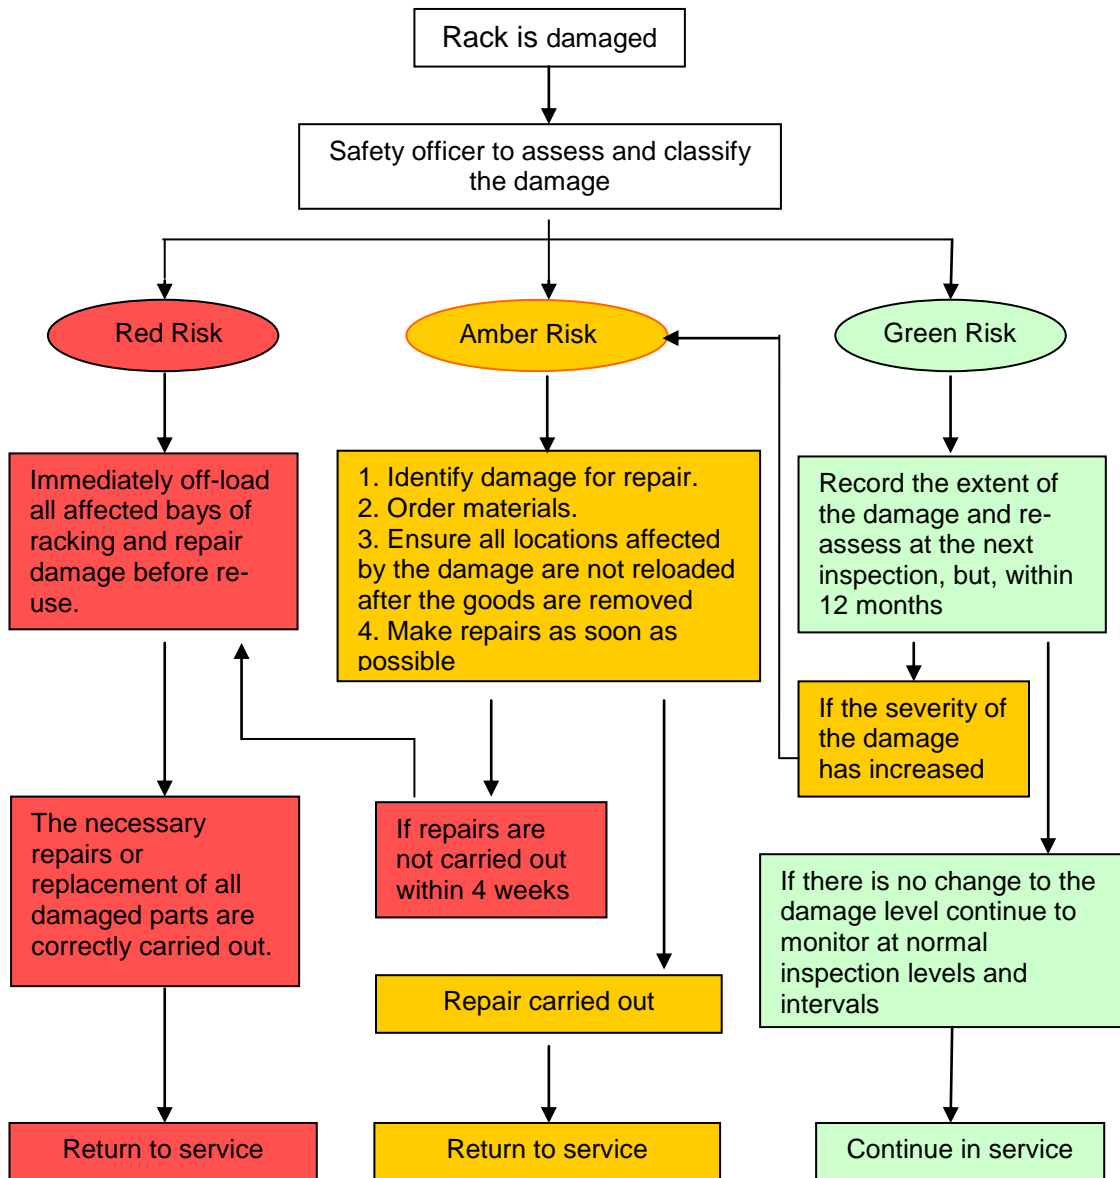 Rack is damaged
Safety officer to assess and classify
the damage
Red Risk
Amber Risk
Green Risk
Immediately off-load
all affected bays of
racking and repair
damage before re-
use.
1. Identify damage for repair.
2. Order materials.
3. Ensure all locations affected
by the damage are not reloaded
after the goods are removed
4. Make repairs as soon as
possible
Record the extent of
the damage and re-
assess at the next
inspection, but, within
12 months
If the severity of
the damage
has increased
The necessary
repairs or
replacement of all
damaged parts are
correctly carried out.
If repairs are
not carried out
within 4 weeks
If there is no change to the
damage level continue to
monitor at normal
inspection levels and
intervals
Repair carried out
Return to service
Return to service
Continue in service